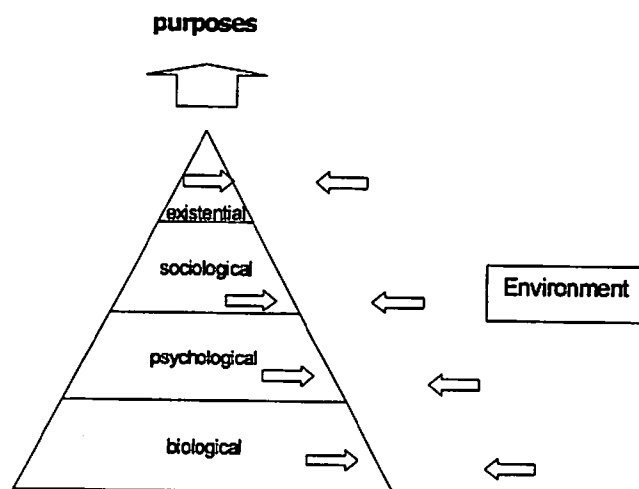 purposes
existential
sociological
Environment
psychological
biological